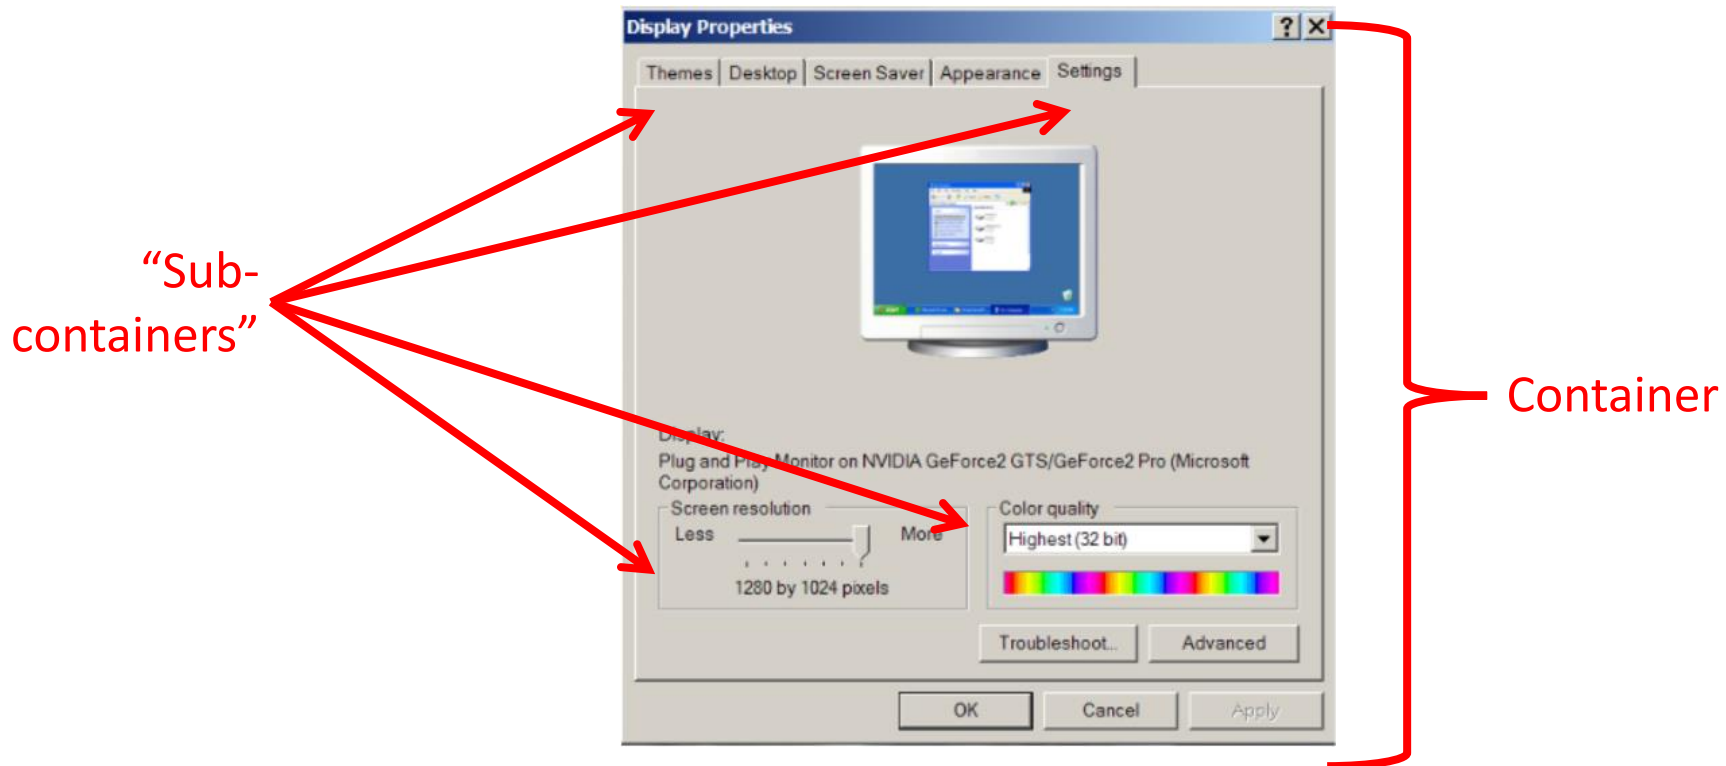 Display Properties
Themes Desktop Screen Saver Appearance Settings
“Sub-
containers”
Container
Display:
Plug and Play Monitor on NVIDIA GeForce2 GTS/GeForce2 Pro (Microsoft
Corporation)
Screen resolution
Less More
1280 by 1024 pixels
Color quality
Highest (32 bit)
Troubleshoot... Advanced
OK Cancel Apply